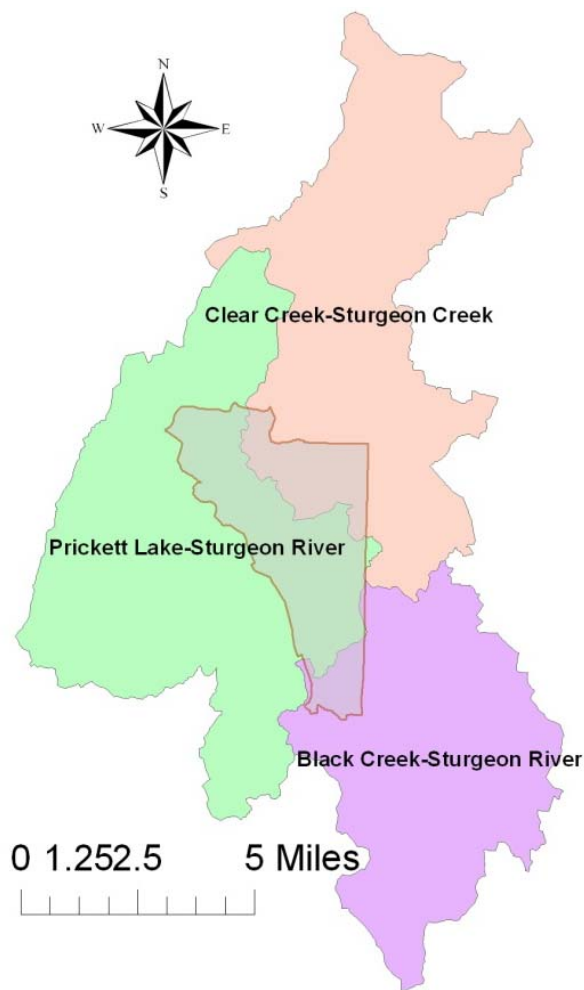 N
W E
S
Clear Creek-Sturgeon Creek
Prickett Lake-Sturgeon River
Black Creek-Sturgeon River
0 1.252.5 5 Miles